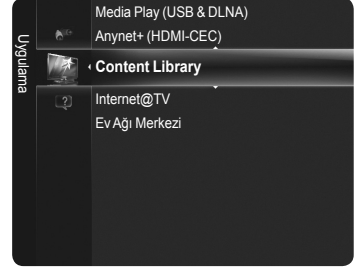 Uygulama
Media Play (USB & DLNA)
Anynet+ (HDMI-CEC)
Content Library
Internet@TV
Ev Ağı Merkezi